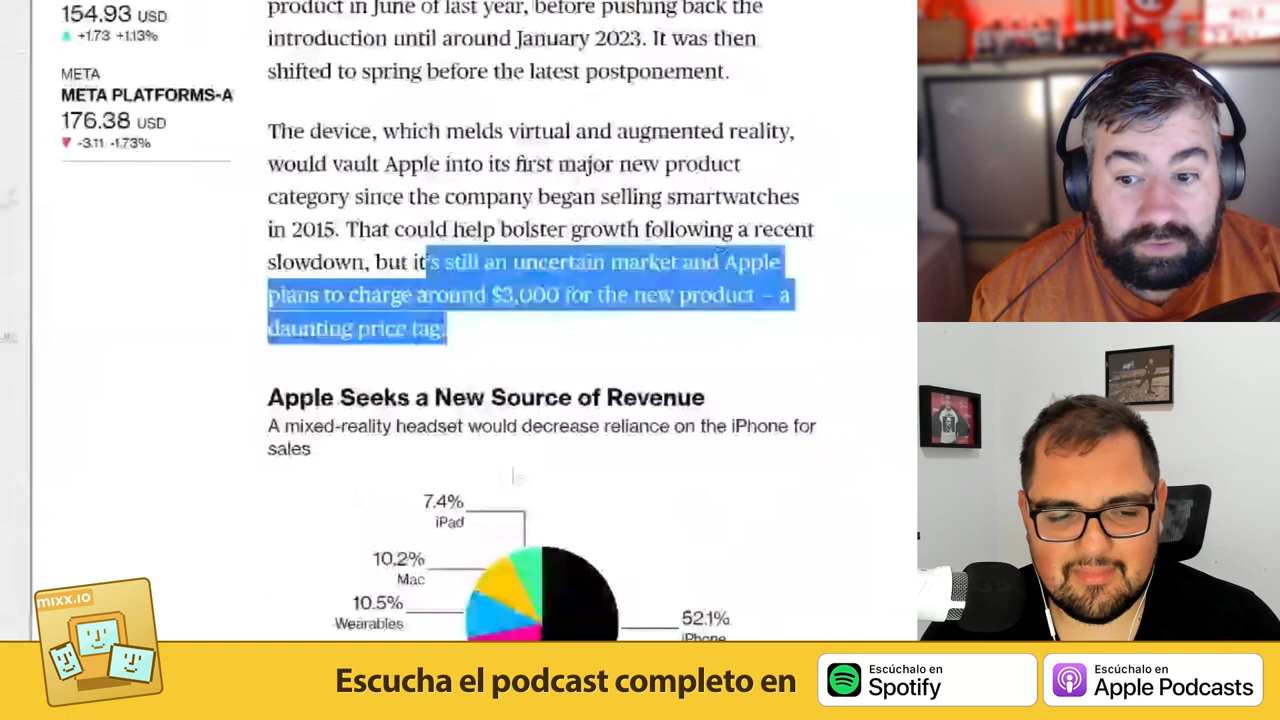 154.93 USD
+1.73 +1.13%
META
META PLATFORMS-A
176.38 USD
-3.11 -1.73%
product in June of last year, before pushing back the
introduction until around January 2023. It was then
shifted to spring before the latest postponement.
The device, which melds virtual and augmented reality,
would vault Apple into its first major new product
category since the company began selling smartwatches
in 2015. That could help bolster growth following a recent
slowdown, but it's still an uncertain market and Apple
plans to charge around $3,000 for the new product – a
daunting price tag.
Apple Seeks a New Source of Revenue
A mixed-reality headset would decrease reliance on the iPhone for
sales
7.4%
iPad
10.2%
Mac
10.5%
Wearables
52.1%
iPhone
mixx.io
Escucha el podcast completo en
Escúchalo en
Spotify
Escúchalo en
Apple Podcasts